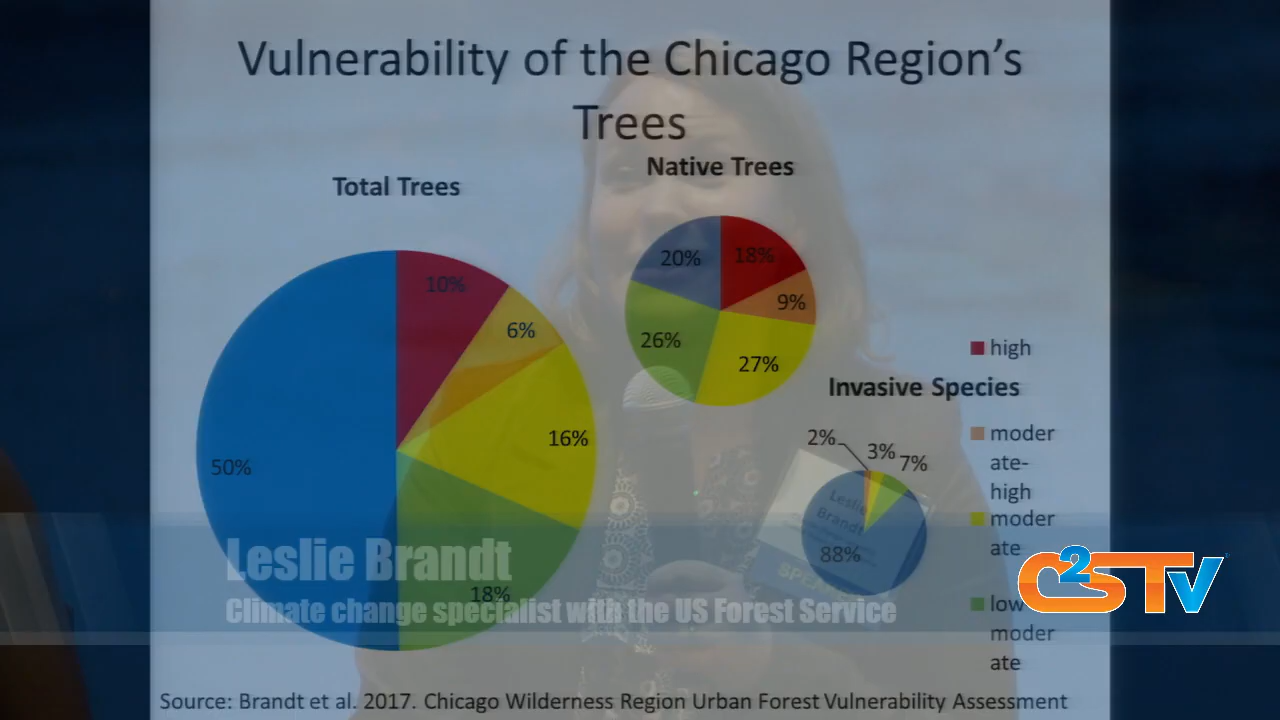 Vulnerability of the Chicago Region's
Trees
Native Trees
Total Trees
20%
18%
10%
9%
6%
26%
27%
high
Invasive Species
2%
3%
7%
moder
ate-
high
16%
50%
Leslie
Brandt
moder
ate
88%
Leslie Brandt
18%
Climate change specialist with the US Forest Service
low
moder
ate
C2STV
Source: Brandt et al. 2017. Chicago Wilderness Region Urban Forest Vulnerability Assessment